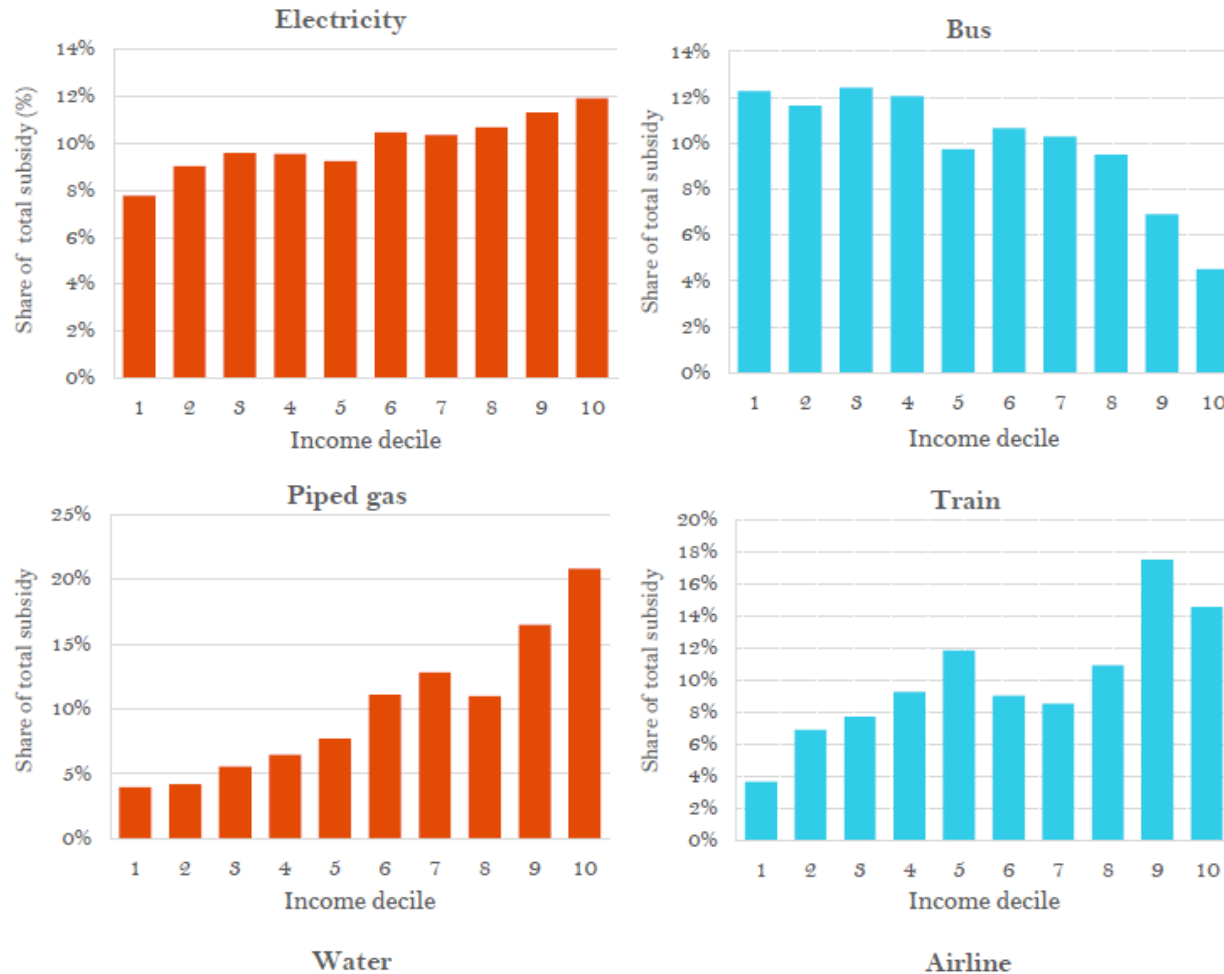 Electricity
Share of total subsidy (%)
14%
12%
10%
8%
6%
4%
2%
0%
1 2 3 4 5 6 7 8 9 10
Income decile
Bus
Share of total subsidy
14%
12%
10%
8%
6%
4%
2%
0%
1 2 3 4 5 6 7 8 9 10
Income decile
Piped gas
Share of total subsidy
25%
20%
15%
10%
5%
0%
1 2 3 4 5 6 7 8 9 10
Income decile
Train
Share of total subsidy
20%
18%
16%
14%
12%
10%
8%
6%
4%
2%
0%
1 2 3 4 5 6 7 8 9 10
Income decile
Water
Airline